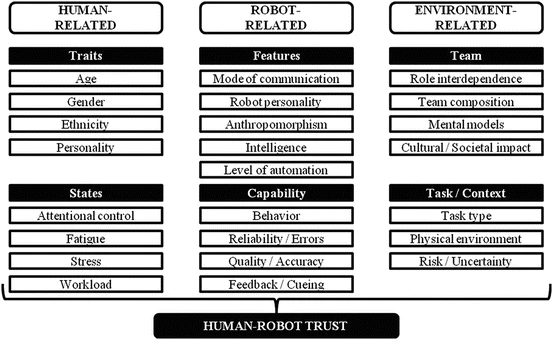 HUMAN-
RELATED
Traits
Age
Gender
Ethnicity
Personality
States
Attentional control
Fatigue
Stress
Workload
ROBOT-
RELATED
Features
Mode of communication
Robot personality
Anthropomorphism
Intelligence
Level of automation
Capability
Behavior
Reliability / Errors
Quality / Accuracy
Feedback / Cueing
ENVIRONMENT-
RELATED
Team
Role interdependence
Team composition
Mental models
Cultural / Societal impact
Task / Context
Task type
Physical environment
Risk / Uncertainty
HUMAN-ROBOT TRUST